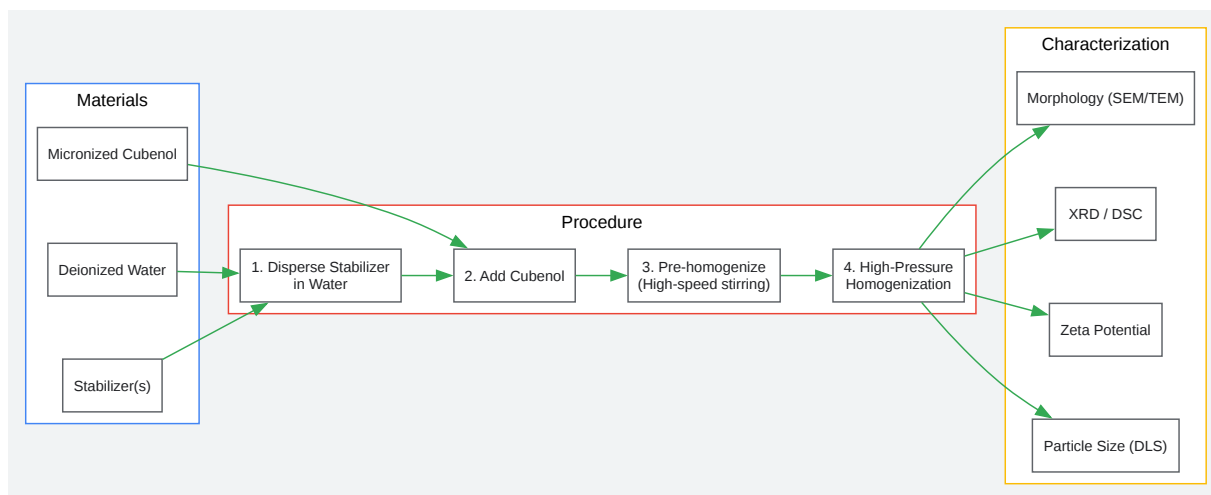 Materials
Micronized Cubenol
Deionized Water
Stabilizer(s)
Procedure
1. Disperse Stabilizer
in Water
2. Add Cubenol
3. Pre-homogenize
(High-speed stirring)
4. High-Pressure
Homogenization
Characterization
Morphology (SEM/TEM)
XRD / DSC
Zeta Potential
Particle Size (DLS)